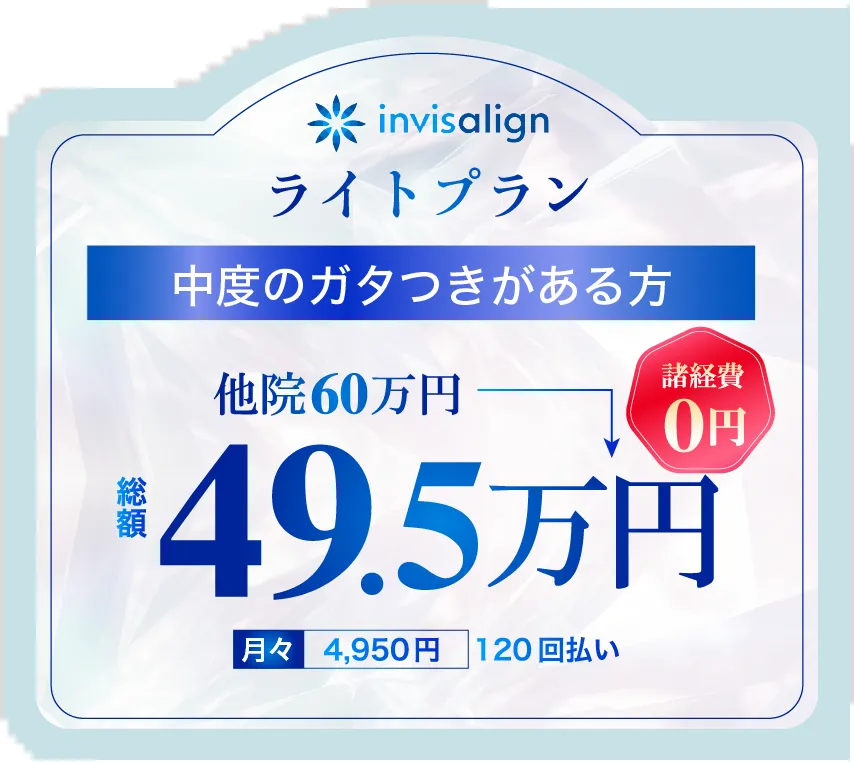 invisalign
ライトプラン
中度のガタつきがある方
他院60万円
諸経費
0円
総額
49.5万円
月々 4,950円 120回払い